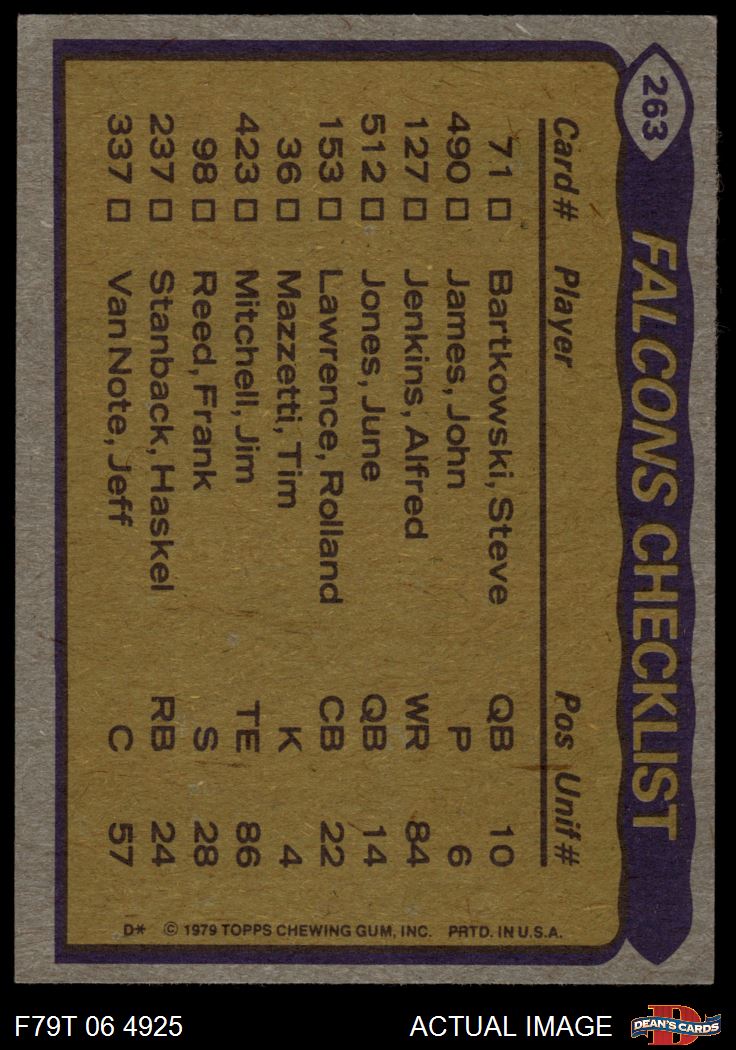 263
FALCONS CHECKLIST
Card# Player Pos Unif#
71 □ Bartkowski, Steve QB 10
490 □ James, John P 6
127 □ Jenkins, Alfred WR 84
512 □ Jones, June QB 14
153 □ Lawrence, Rolland CB 22
36 □ Mazzetti, Tim K 4
423 □ Mitchell, Jim TE 86
98 □ Reed, Frank S 28
237 □ Stanback, Haskel RB 24
337 □ Van Note, Jeff C 57
D* © 1979 TOPPS CHEWING GUM, INC. PRTD. IN U.S.A.
F79T 06 4925 ACTUAL IMAGE
D
DEAN'S CARDS